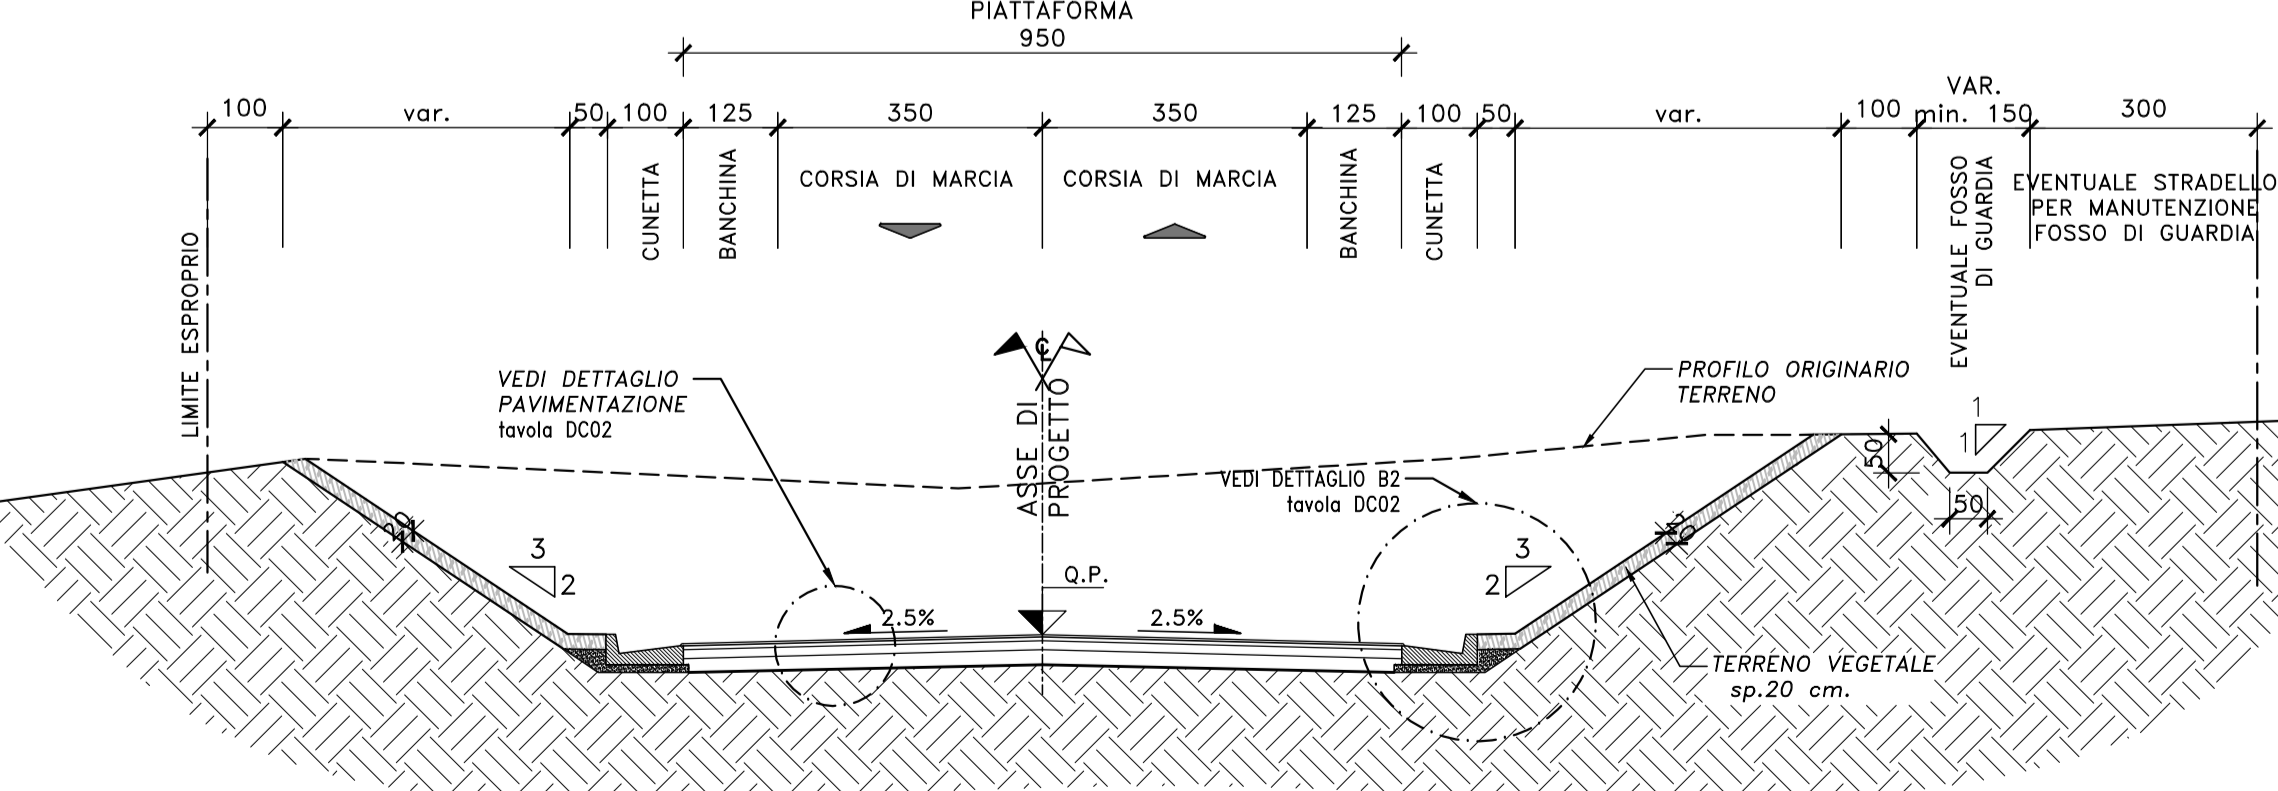 PIATTAFORMA
950
100
var.
50
100
125
350
350
125
100
50
var.
100
VAR.
min. 150
300
LIMITE ESPROPRIO
CUNETTA
BANCHINA
CORSIA DI MARCIA
CORSIA DI MARCIA
BANCHINA
CUNETTA
EVENTUALE FOSSO
DI GUARDIA
EVENTUALE STRADELLO
PER MANUTENZIONE
FOSSO DI GUARDIA
VEDI DETTAGLIO
PAVIMENTAZIONE
tavola DC02
ASSE DI
PROGETTO
PROFILO ORIGINARIO
TERRENO
VEDI DETTAGLIO B2
tavola DC02
1
1
50
50
20
20
3
2
3
2
Q.P.
2.5%
2.5%
TERRENO VEGETALE
sp.20 cm.